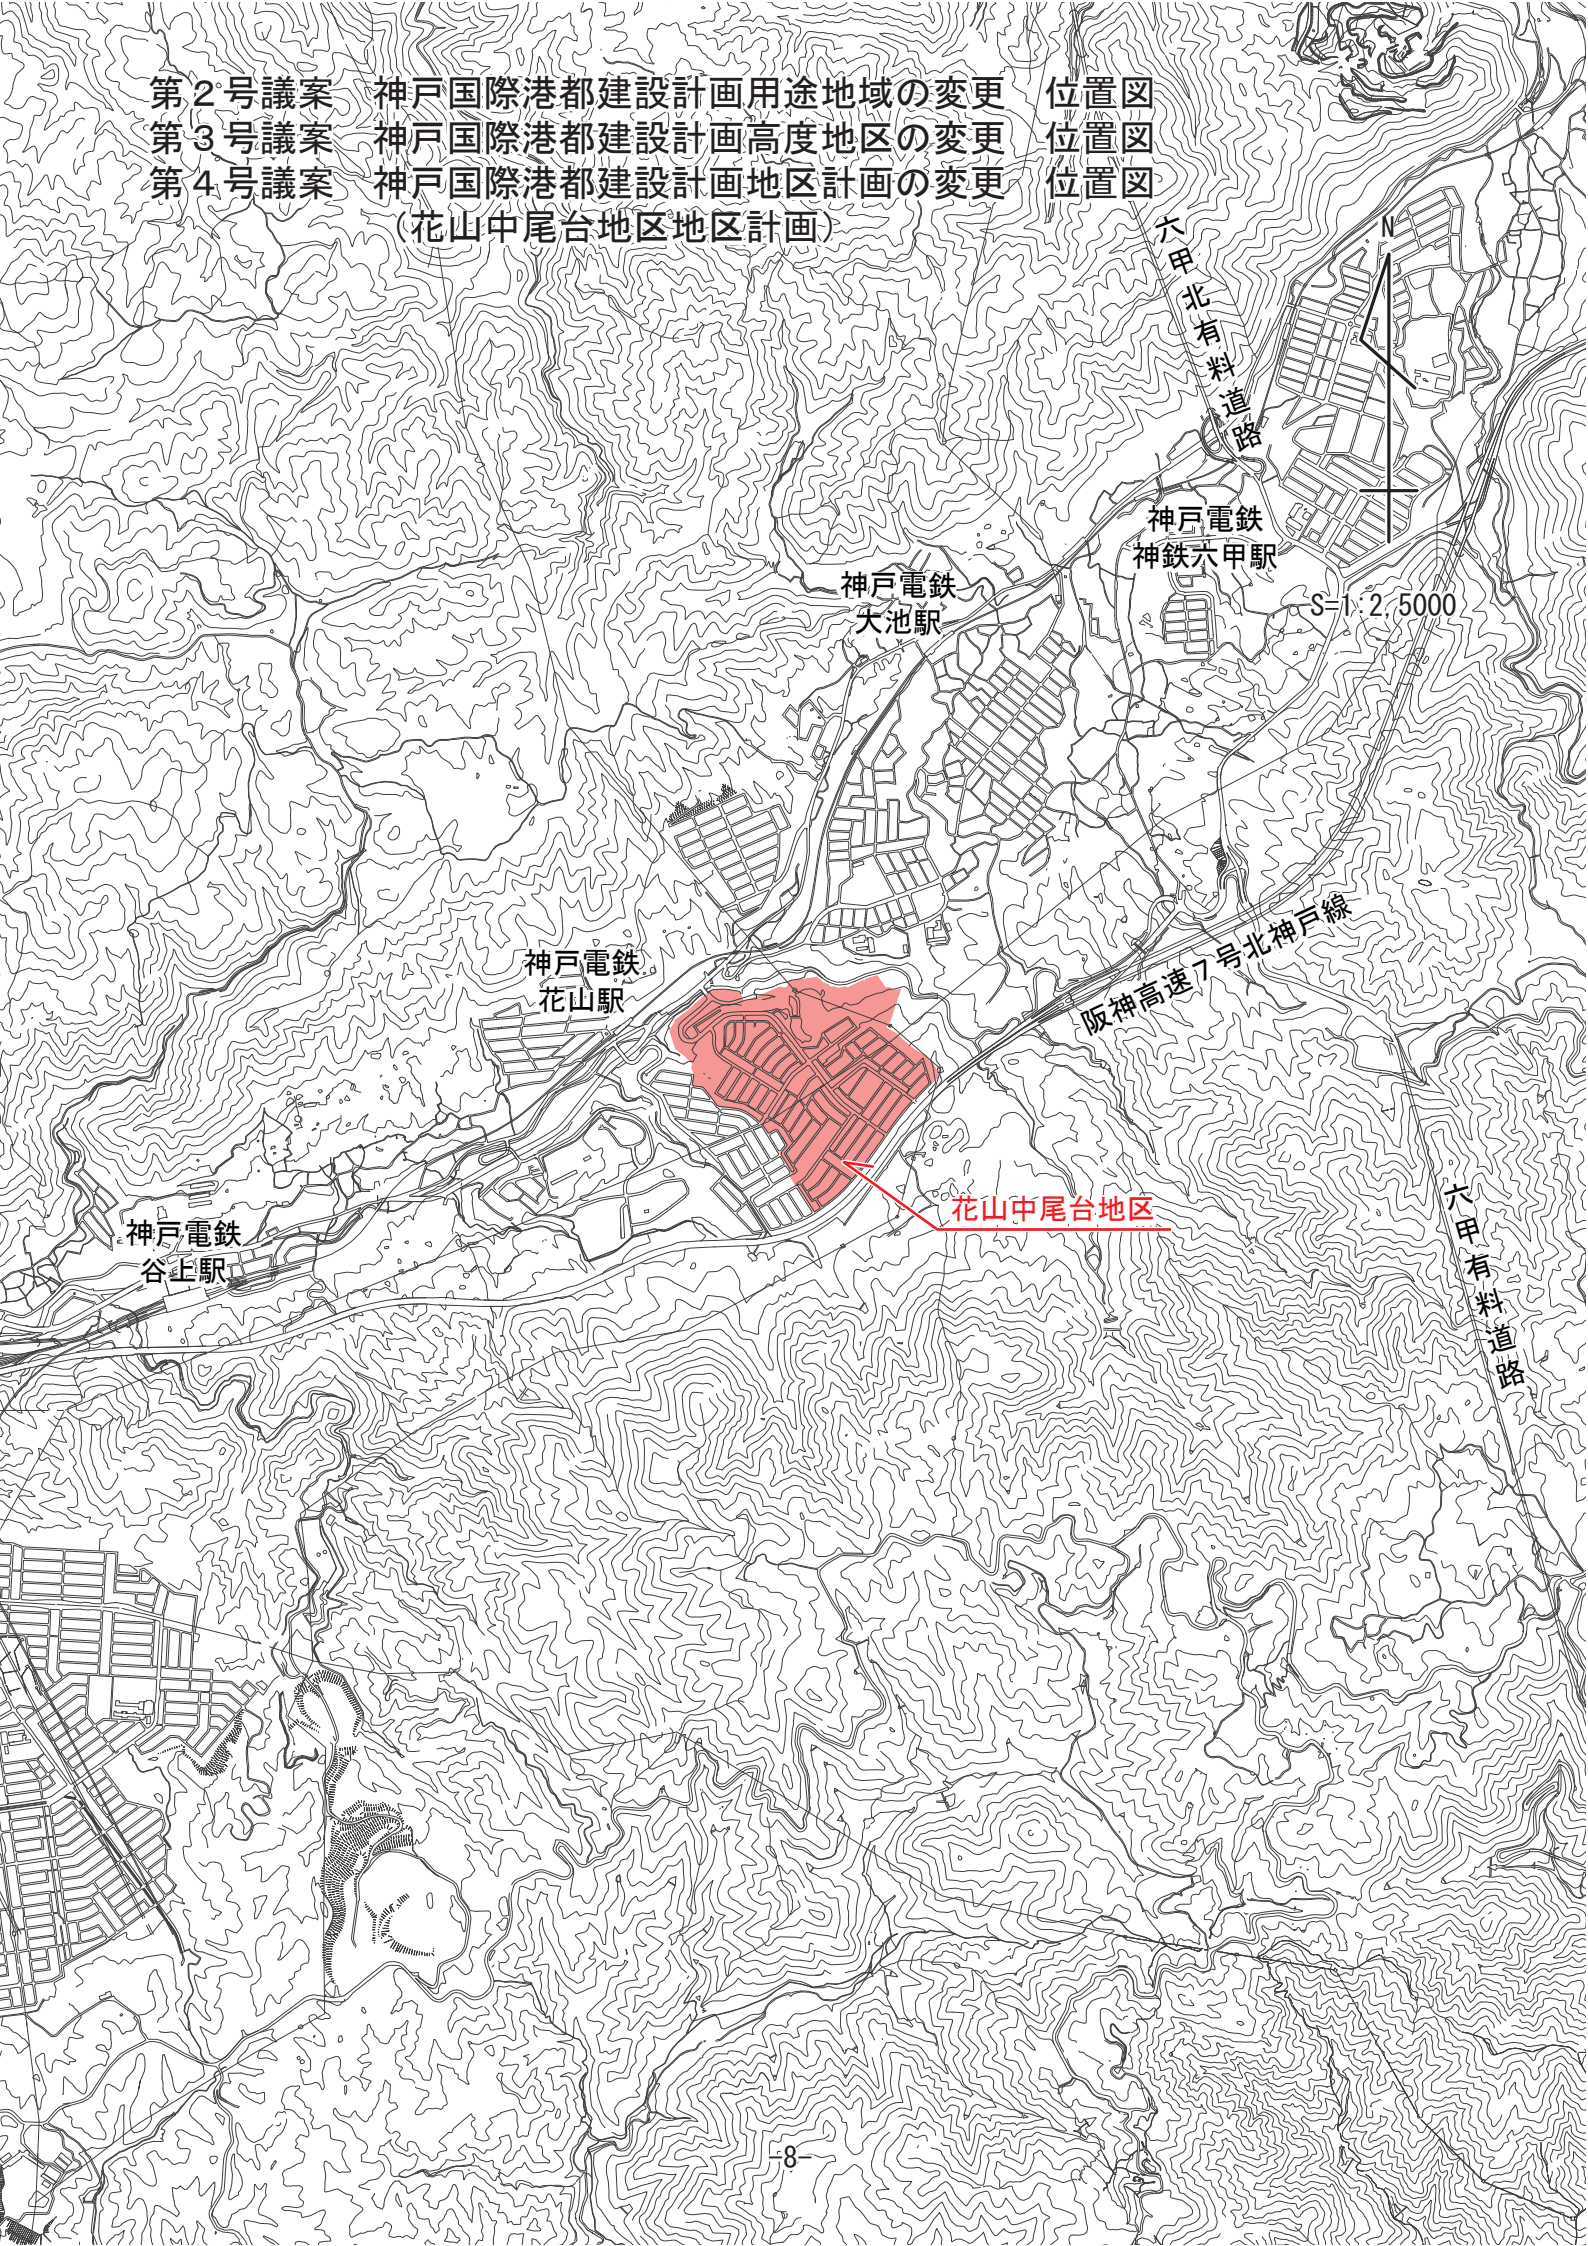 第２号議案　神戸国際港都建設計画用途地域の変更　位置図
第３号議案　神戸国際港都建設計画高度地区の変更　位置図
第４号議案　神戸国際港都建設計画地区計画の変更　位置図
（花山中尾台地区地区計画）
六甲北有料道路
N
神戸電鉄
神鉄六甲駅
神戸電鉄
大池駅
S=1:2,5000
阪神高速７号北神戸線
神戸電鉄
花山駅
花山中尾台地区
六甲有料道路
神戸電鉄
谷上駅
-8-